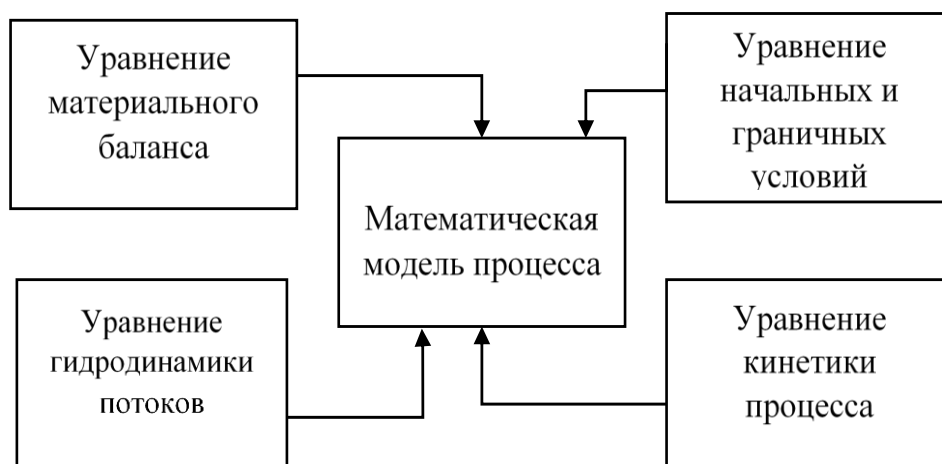 Уравнение
материального
баланса
Уравнение
начальных и
граничных
условий
Математическая
модель процесса
Уравнение
гидродинамики
потоков
Уравнение
кинетики
процесса